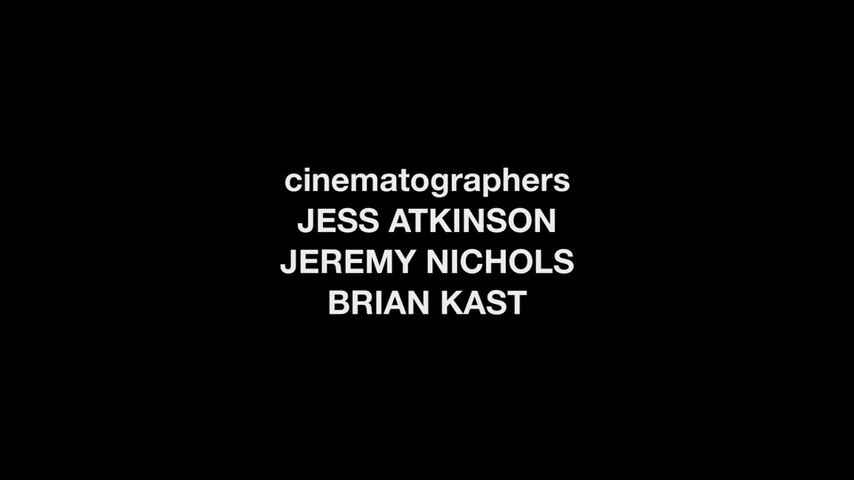 cinematographers
JESS ATKINSON
JEREMY NICHOLS
BRIAN KAST